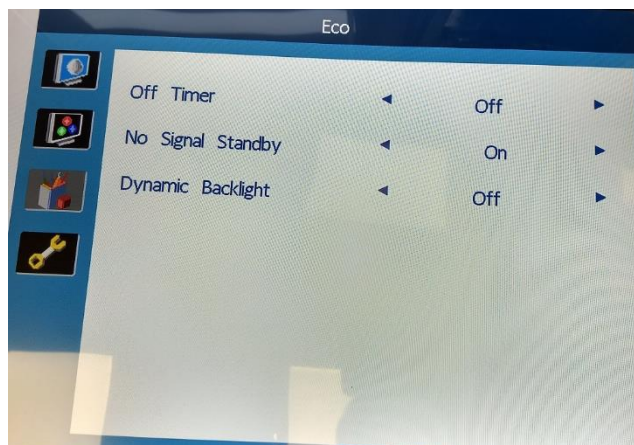 Eco
Off Timer ◄ Off ►
No Signal Standby ◄ On ►
Dynamic Backlight ◄ Off ►